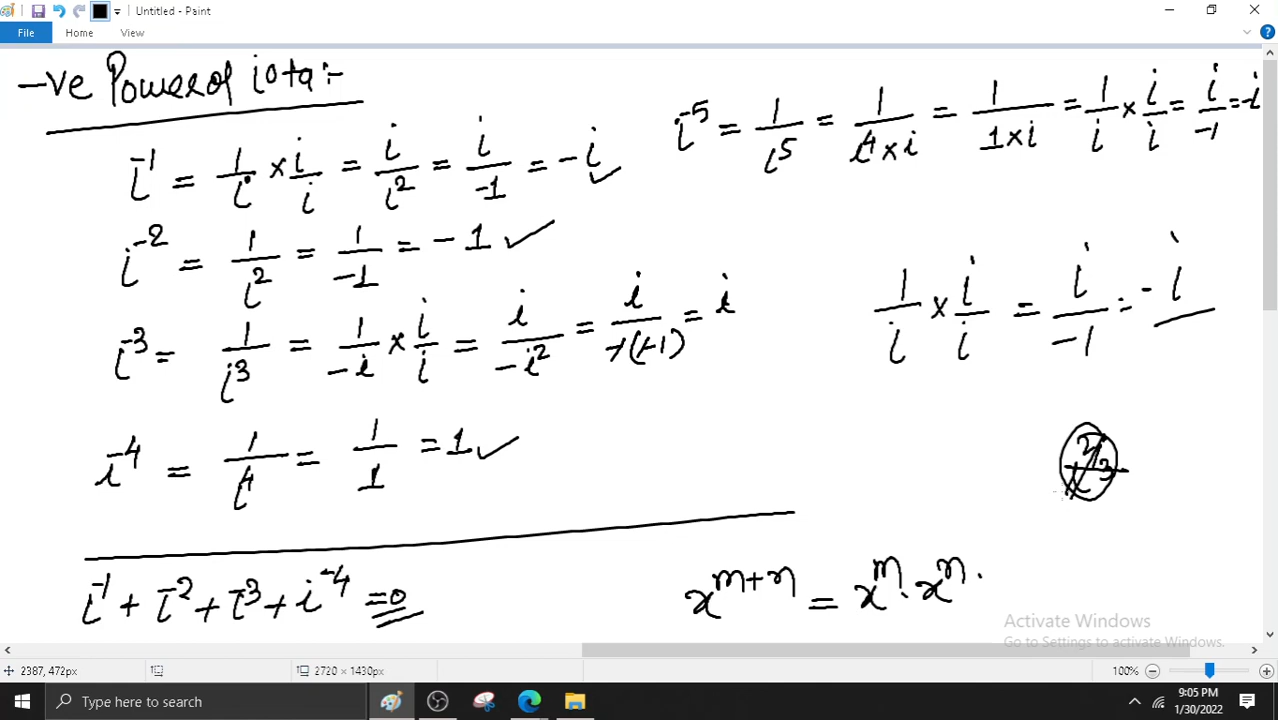 Untitled - Paint
File Home View
-ve Power of iota :-
i⁻¹ = 1/i × i/i = i/i² = i/-1 = -i ✓
i⁻² = 1/i² = 1/-1 = -1 ✓
i⁻³ = 1/i³ = 1/-i × i/i = i/-i² = i/-1(-1) = i
i⁻⁴ = 1/i⁴ = 1/1 = 1 ✓
i⁻¹ + i⁻² + i⁻³ + i⁻⁴ = 0
i⁻⁵ = 1/i⁵ = 1/i⁴×i = 1/1×i = 1/i × i/i = i/-1 = -i
1/i × i/i = i/-1 = -i
x^m+n = x^m . x^n .
Activate Windows
Go to Settings to activate Windows.
2387, 472px
2720 × 1430px
100%
Type here to search
9:05 PM
1/30/2022